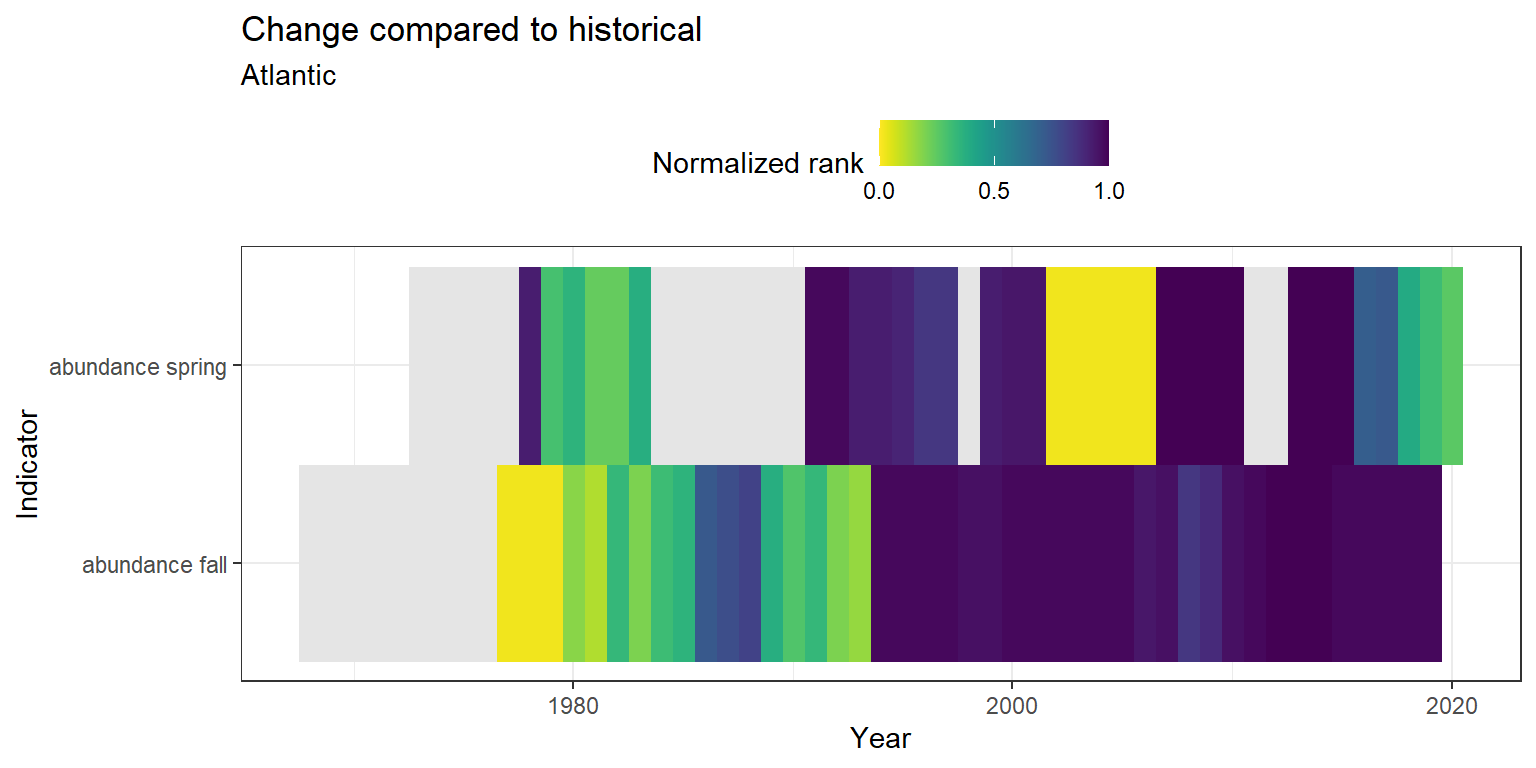 Change compared to historical
Atlantic
Normalized rank
0.0 0.5 1.0
abundance spring
abundance fall
Indicator
1980 2000 2020
Year